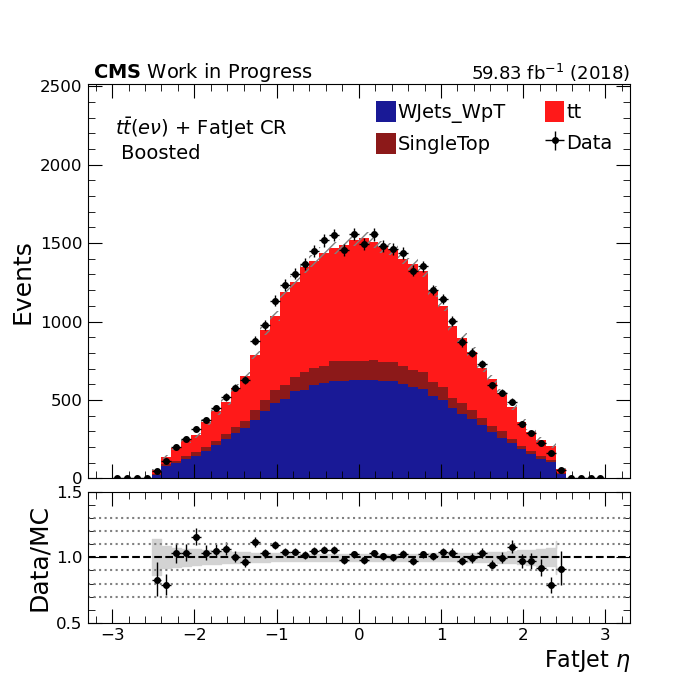 CMS Work in Progress 59.83 fb⁻¹ (2018)
tt̄(eν) + FatJet CR
Boosted
WJets_WpT tt
SingleTop Data
Events
2500
2000
1500
1000
500
0
Data/MC
1.5
1.0
0.5
−3 −2 −1 0 1 2 3
FatJet η